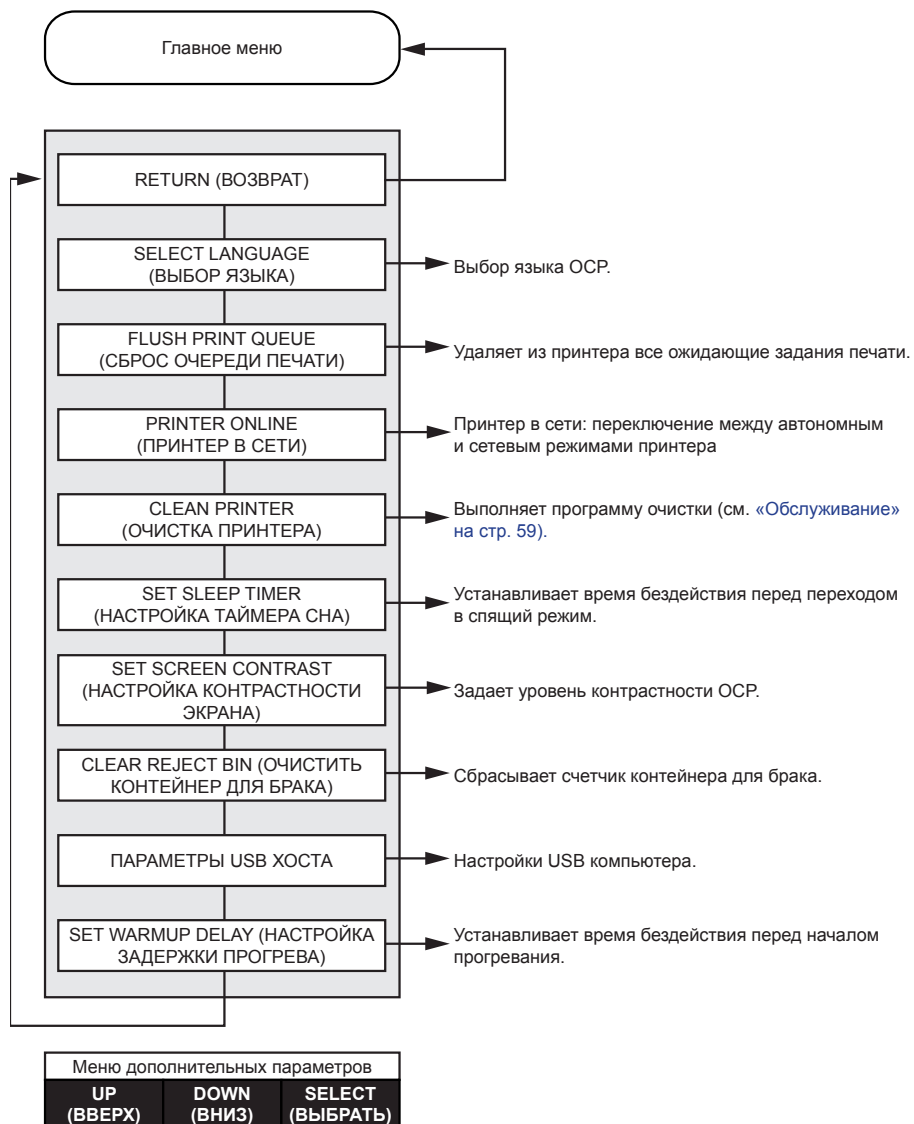 Главное меню
RETURN (ВОЗВРАТ)
SELECT LANGUAGE
(ВЫБОР ЯЗЫКА)
Выбор языка OCP.
FLUSH PRINT QUEUE
(СБРОС ОЧЕРЕДИ ПЕЧАТИ)
Удаляет из принтера все ожидающие задания печати.
PRINTER ONLINE
(ПРИНТЕР В СЕТИ)
Принтер в сети: переключение между автономным
и сетевым режимами принтера
CLEAN PRINTER
(ОЧИСТКА ПРИНТЕРА)
Выполняет программу очистки (см. «Обслуживание»
на стр. 59).
SET SLEEP TIMER
(НАСТРОЙКА ТАЙМЕРА СНА)
Устанавливает время бездействия перед переходом
в спящий режим.
SET SCREEN CONTRAST
(НАСТРОЙКА КОНТРАСТНОСТИ
ЭКРАНА)
Задает уровень контрастности OCP.
CLEAR REJECT BIN (ОЧИСТИТЬ
КОНТЕЙНЕР ДЛЯ БРАКА)
Сбрасывает счетчик контейнера для брака.
ПАРАМЕТРЫ USB ХОСТА
Настройки USB компьютера.
SET WARMUP DELAY (НАСТРОЙКА
ЗАДЕРЖКИ ПРОГРЕВА)
Устанавливает время бездействия перед началом
прогревания.
Меню дополнительных параметров
UP DOWN SELECT
(ВВЕРХ) (ВНИЗ) (ВЫБРАТЬ)